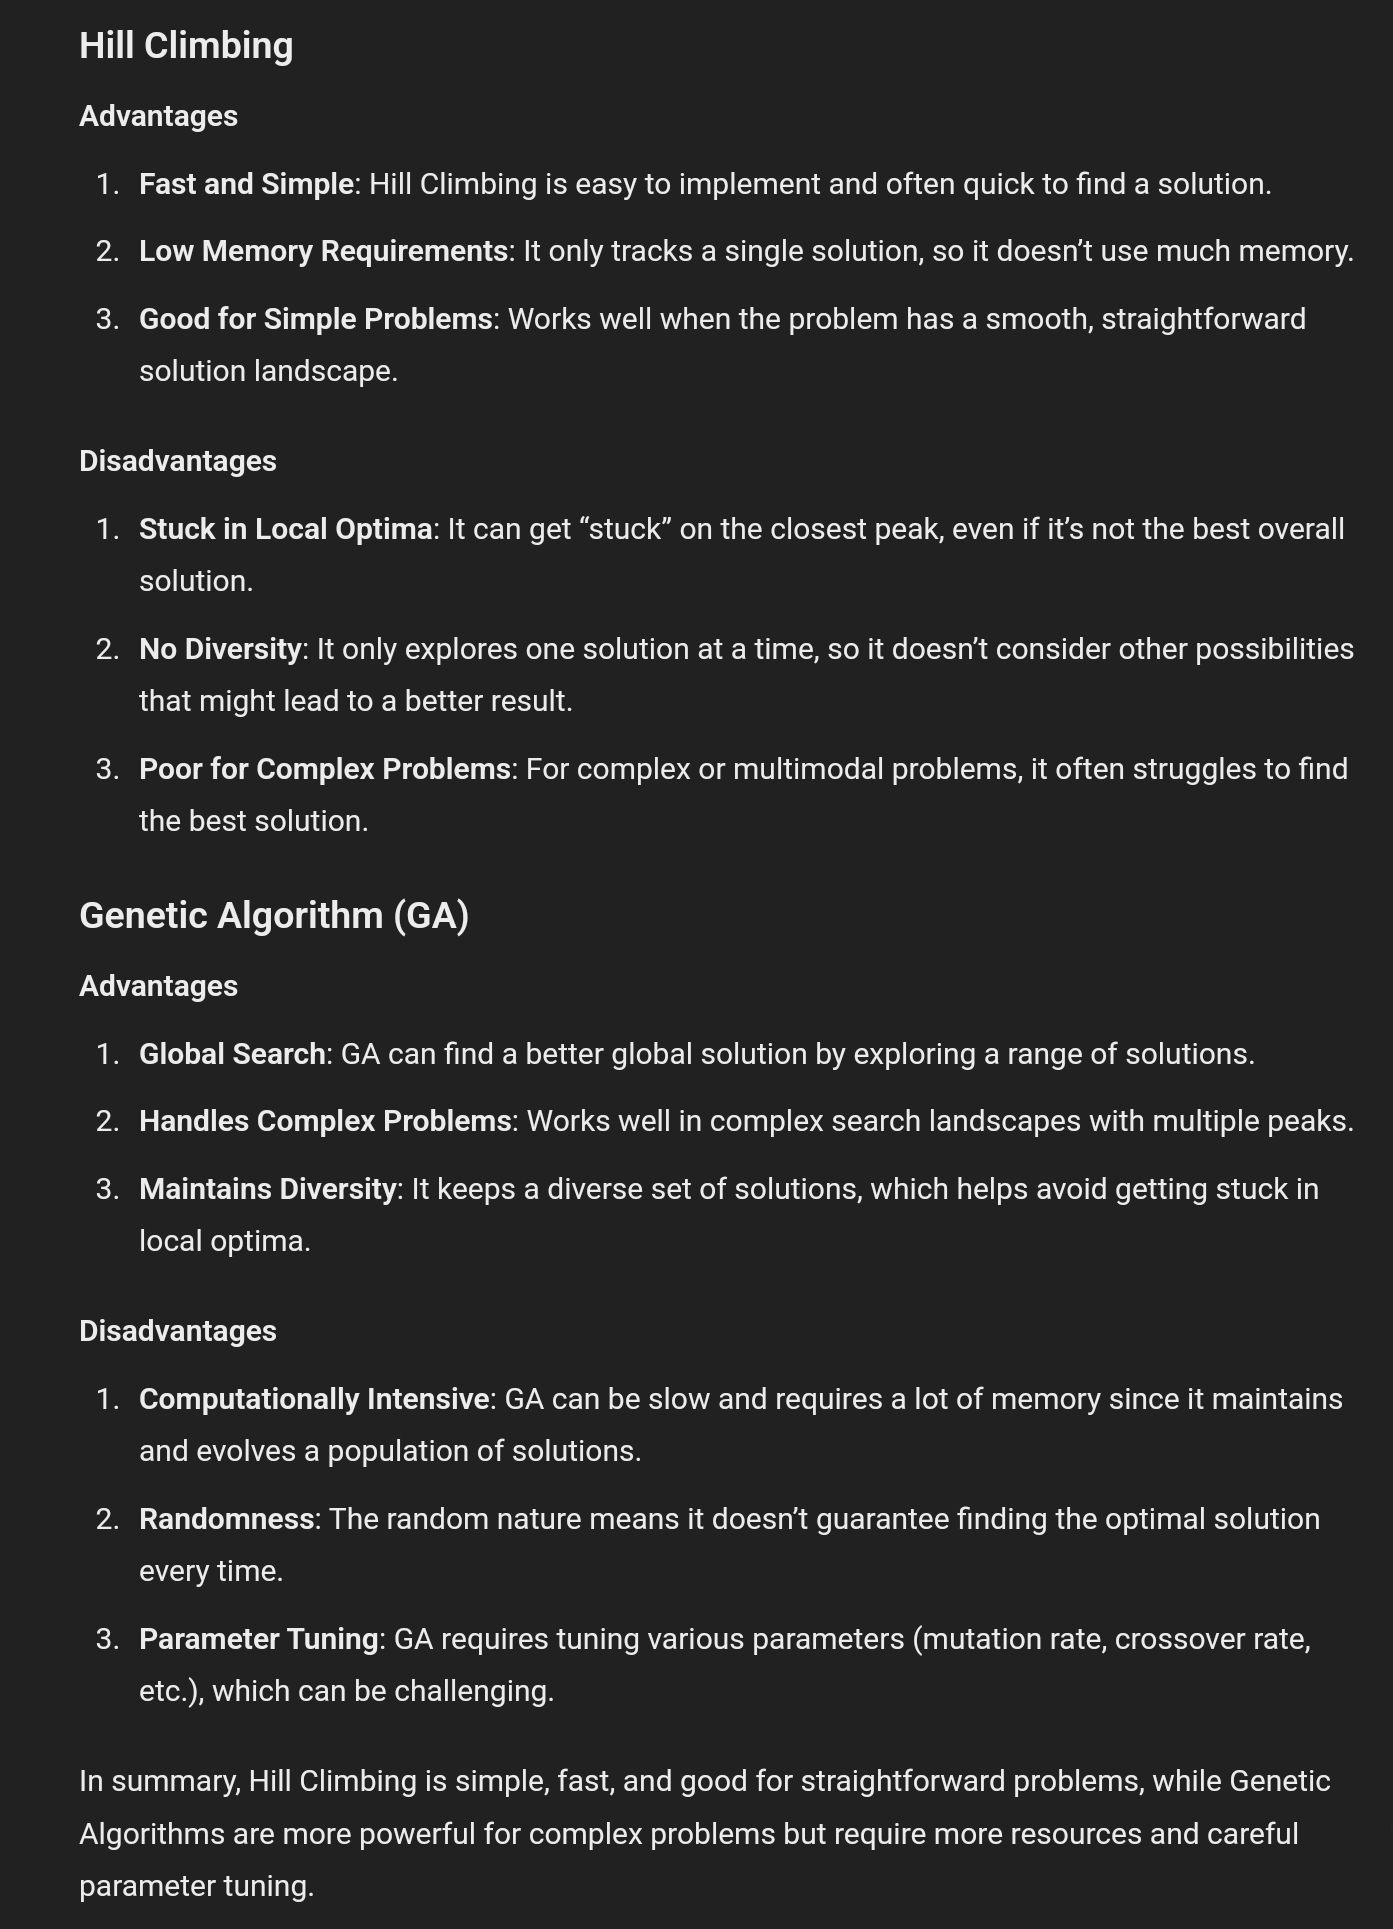 Hill Climbing
Advantages
1. Fast and Simple: Hill Climbing is easy to implement and often quick to find a solution.
2. Low Memory Requirements: It only tracks a single solution, so it doesn’t use much memory.
3. Good for Simple Problems: Works well when the problem has a smooth, straightforward
solution landscape.
Disadvantages
1. Stuck in Local Optima: It can get “stuck” on the closest peak, even if it’s not the best overall
solution.
2. No Diversity: It only explores one solution at a time, so it doesn’t consider other possibilities
that might lead to a better result.
3. Poor for Complex Problems: For complex or multimodal problems, it often struggles to find
the best solution.
Genetic Algorithm (GA)
Advantages
1. Global Search: GA can find a better global solution by exploring a range of solutions.
2. Handles Complex Problems: Works well in complex search landscapes with multiple peaks.
3. Maintains Diversity: It keeps a diverse set of solutions, which helps avoid getting stuck in
local optima.
Disadvantages
1. Computationally Intensive: GA can be slow and requires a lot of memory since it maintains
and evolves a population of solutions.
2. Randomness: The random nature means it doesn’t guarantee finding the optimal solution
every time.
3. Parameter Tuning: GA requires tuning various parameters (mutation rate, crossover rate,
etc.), which can be challenging.
In summary, Hill Climbing is simple, fast, and good for straightforward problems, while Genetic
Algorithms are more powerful for complex problems but require more resources and careful
parameter tuning.